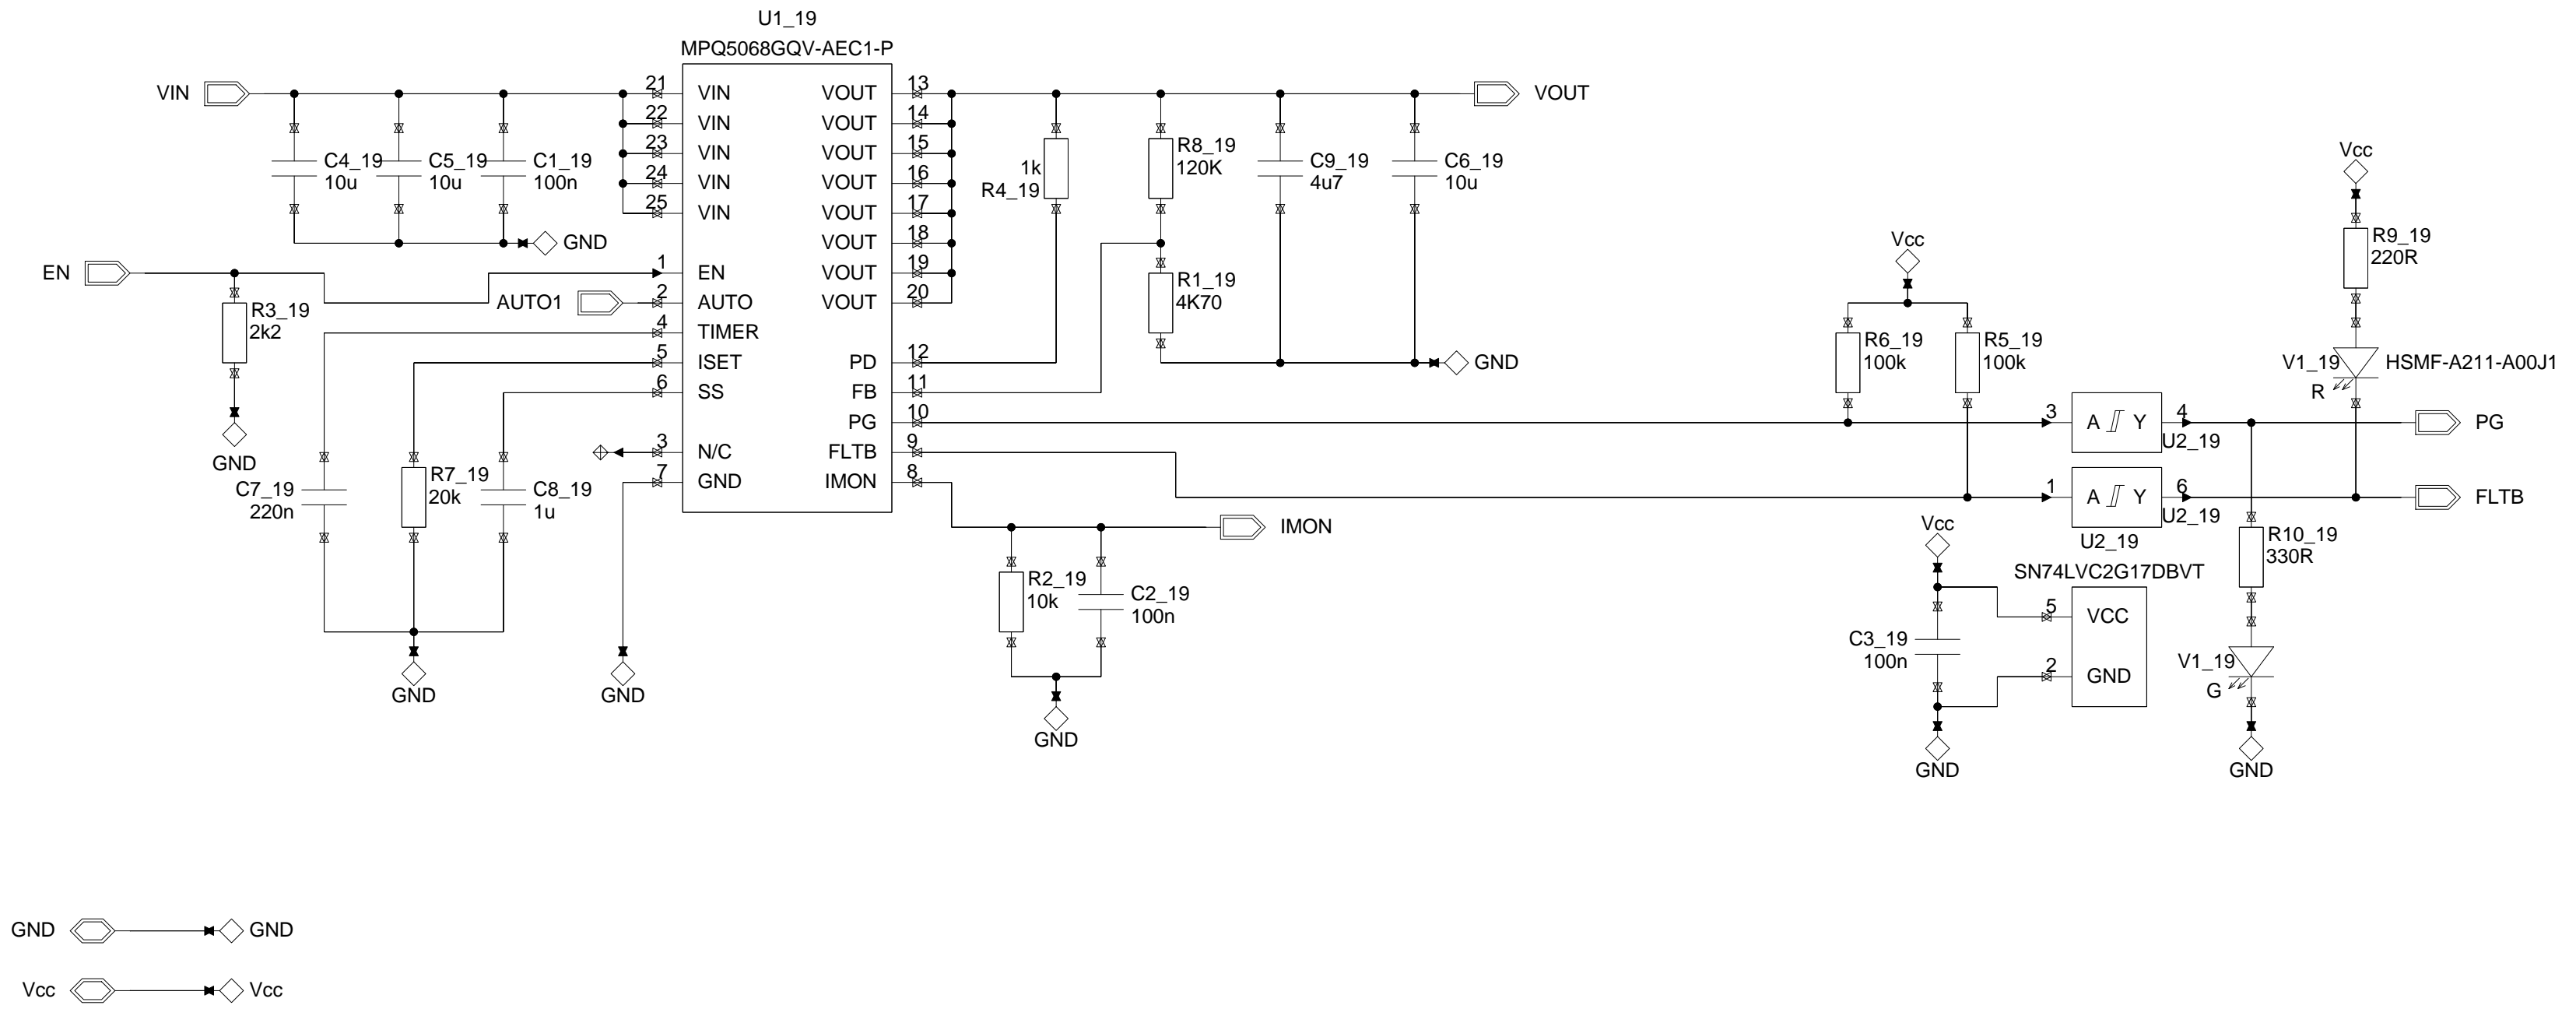 U1_19
MPQ5068GQV-AEC1-P
VIN
21 VIN
22 VIN
23 VIN
24 VIN
25 VIN
1 EN
2 AUTO
4 TIMER
5 ISET
6 SS
3 N/C
7 GND
VOUT 13
VOUT 14
VOUT 15
VOUT 16
VOUT 17
VOUT 18
VOUT 19
VOUT 20
PD 12
FB 11
PG 10
FLTB 9
IMON 8
C4_19
10u
C5_19
10u
C1_19
100n
GND
EN
AUTO1
R3_19
2k2
GND
C7_19
220n
R7_19
20k
C8_19
1u
GND
GND
VOUT
1k
R4_19
R8_19
120K
R1_19
4K70
C9_19
4u7
C6_19
10u
GND
IMON
R2_19
10k
C2_19
100n
GND
Vcc
R6_19
100k
R5_19
100k
Vcc
R9_19
220R
V1_19
HSMF-A211-A00J1
R
3 A Y 4
U2_19
PG
1 A Y 6
U2_19
FLTB
U2_19
SN74LVC2G17DBVT
Vcc
5 VCC
2 GND
C3_19
100n
GND
R10_19
330R
V1_19
G
GND
GND GND
Vcc Vcc